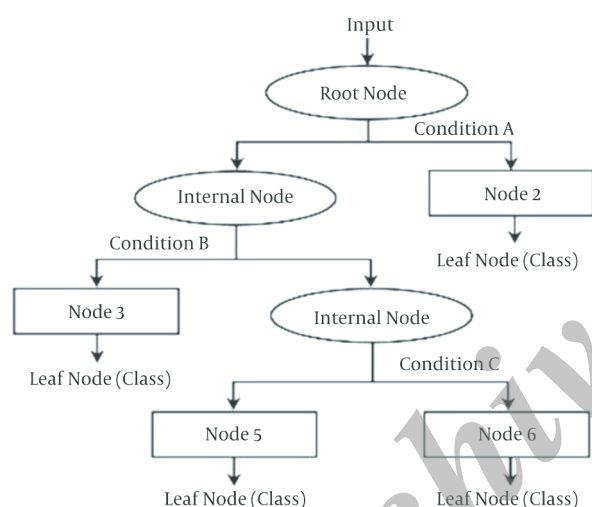 Input
Root Node
Condition A
Internal Node
Node 2
Condition B
Leaf Node (Class)
Node 3
Internal Node
Leaf Node (Class)
Condition C
Node 5
Node 6
Leaf Node (Class)
Leaf Node (Class)